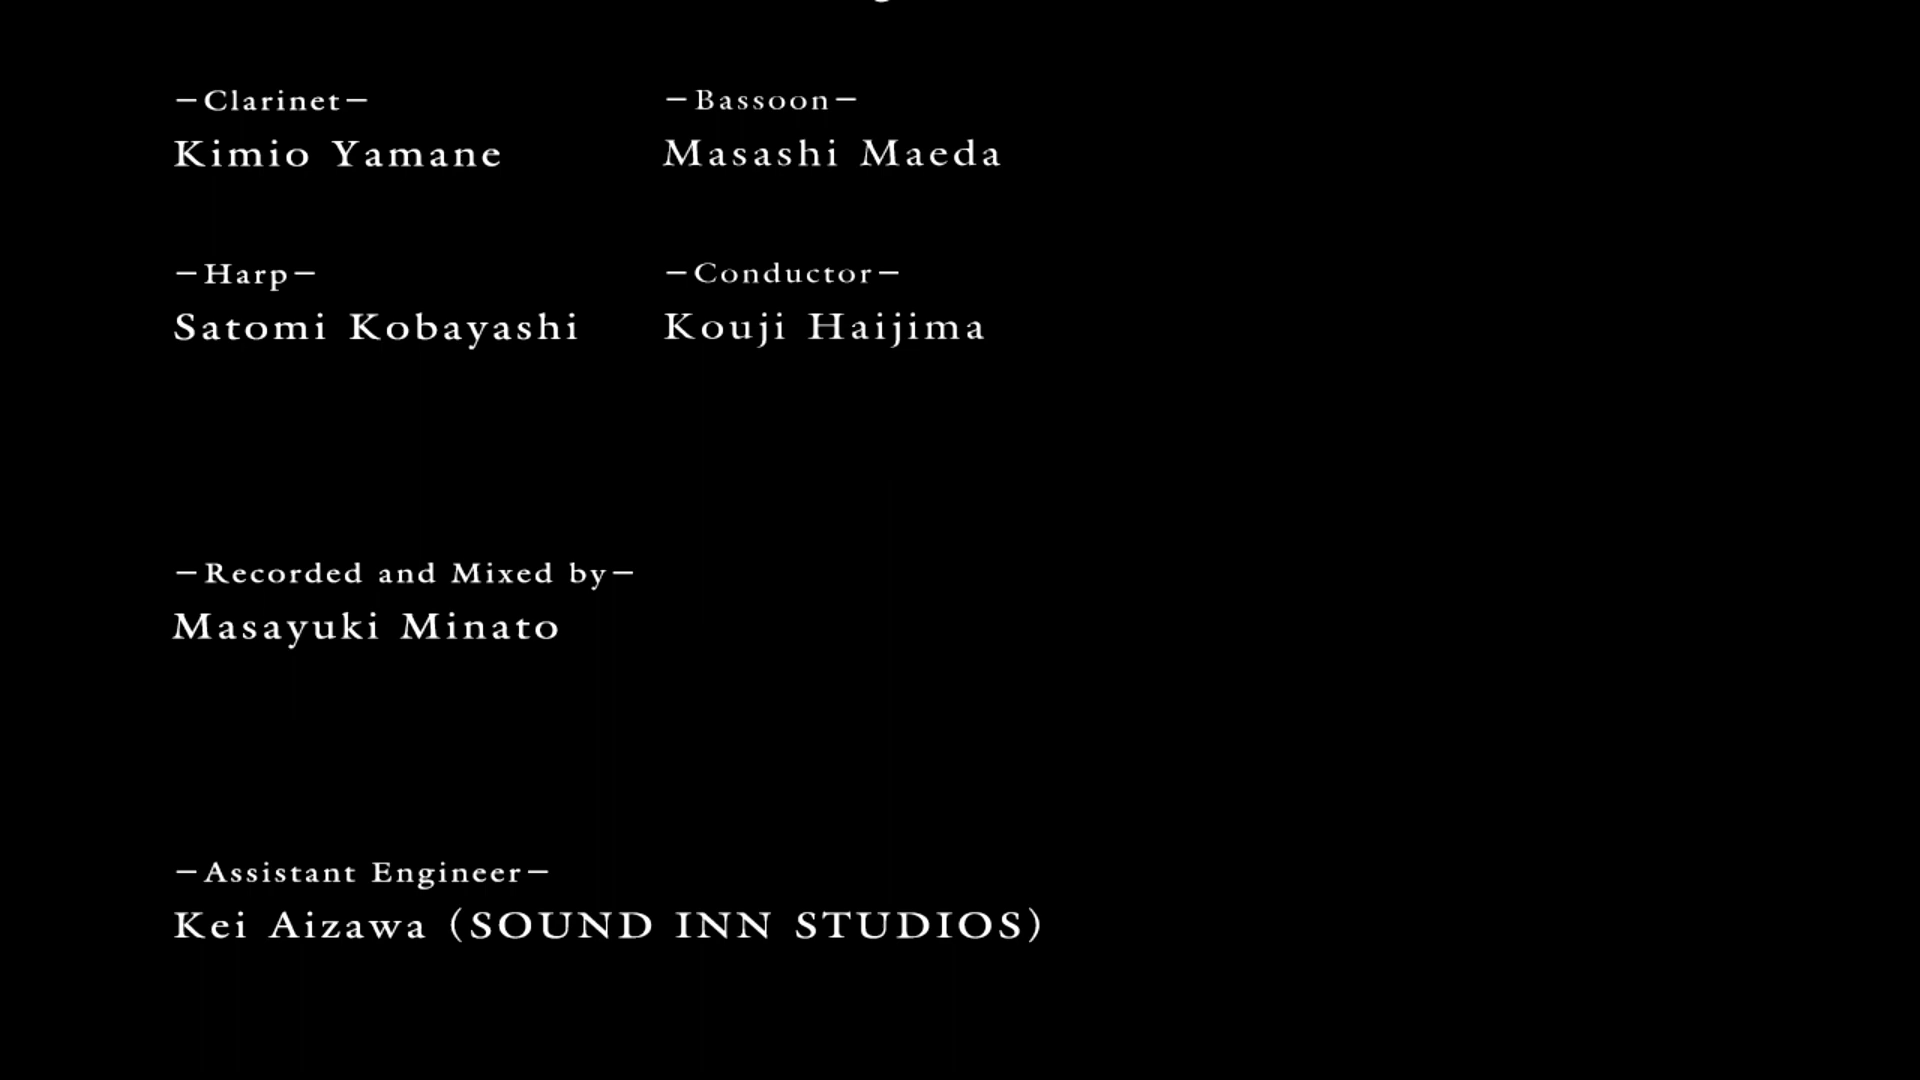 －Clarinet－ －Bassoon－
Kimio Yamane Masashi Maeda
－Harp－ －Conductor－
Satomi Kobayashi Kouji Haijima
－Recorded and Mixed by－
Masayuki Minato
－Assistant Engineer－
Kei Aizawa (SOUND INN STUDIOS)